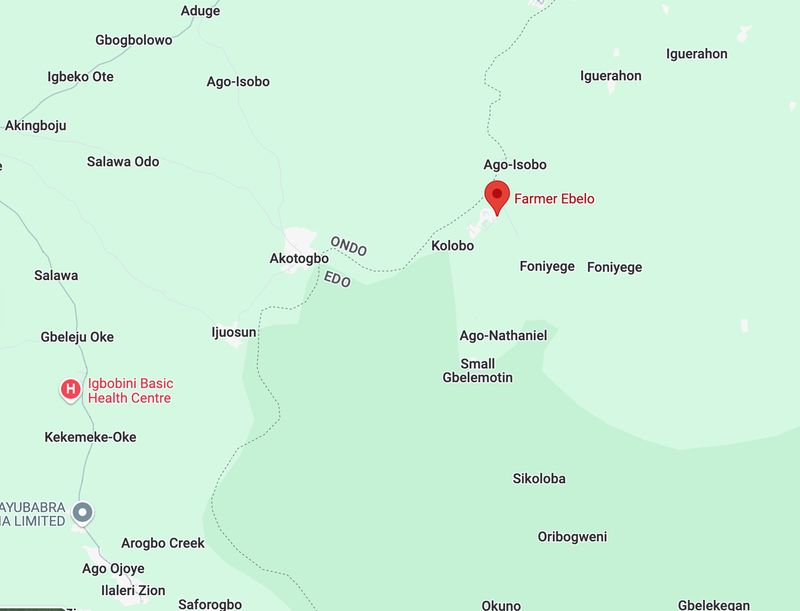 Aduge
Gbogbolowo
Iguerahon
Igbeko Ote
Ago-Isobo
Iguerahon
Akingboju
Salawa Odo
Ago-Isobo
Farmer Ebelo
ONDO
Kolobo
Akotogbo
EDO
Foniyege
Foniyege
Salawa
Ijuosun
Gbeleju Oke
Ago-Nathaniel
Small
Gbelemotin
H
Igbobini Basic
Health Centre
Kekemeke-Oke
Sikoloba
AYUBABRA
IA LIMITED
Arogbo Creek
Oribogweni
Ago Ojoye
Ilaleri Zion
Saforogbo
Okuno
Gbelekegan